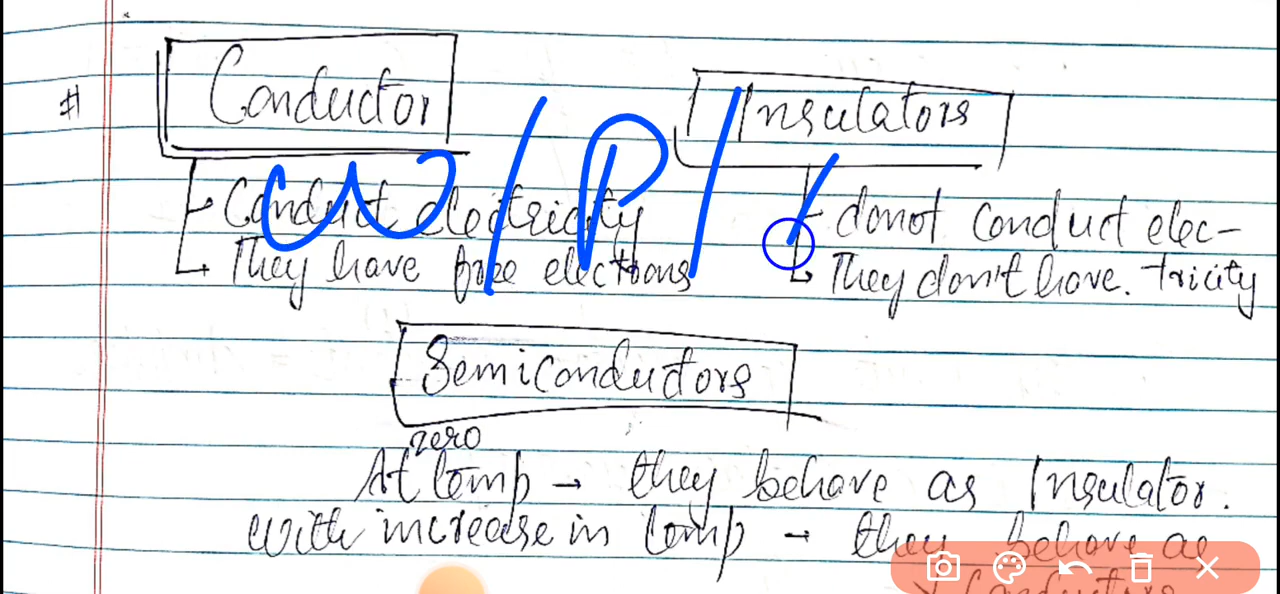 #
Conductor
Insulators
Conduct electricity
They have free electrons
donot conduct elec-
They don't have. tricity
W/P/
Semiconductors
zero
At temp → they behave as Insulator.
with increase in temp → they behave as
Conductors